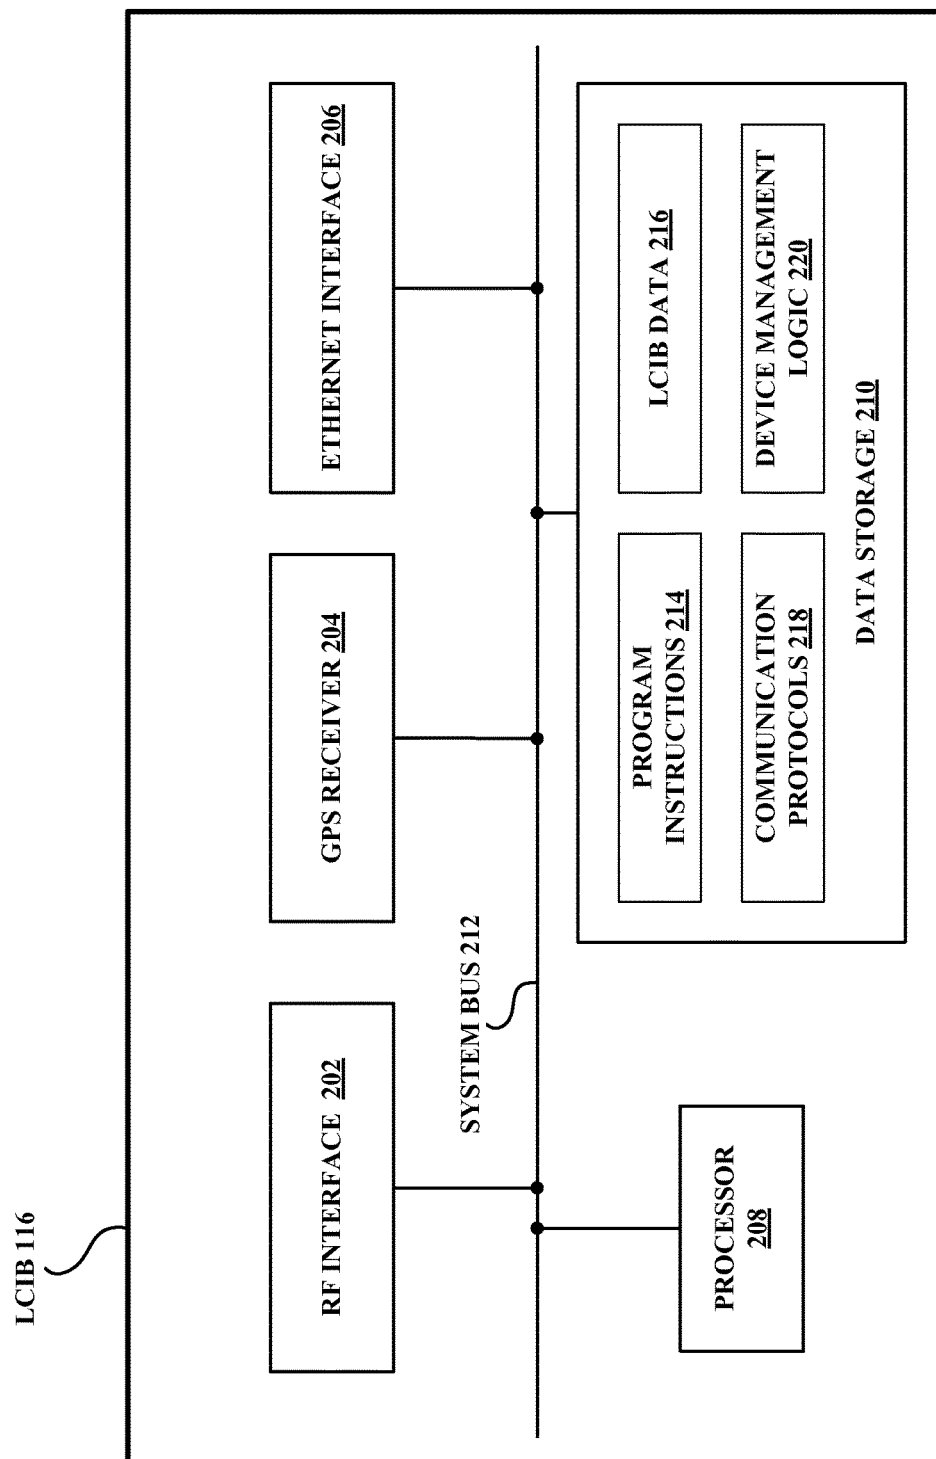 LCIB 116
RF INTERFACE 202
GPS RECEIVER 204
ETHERNET INTERFACE 206
SYSTEM BUS 212
PROCESSOR
208
PROGRAM
INSTRUCTIONS 214
LCIB DATA 216
COMMUNICATION
PROTOCOLS 218
DEVICE MANAGEMENT
LOGIC 220
DATA STORAGE 210